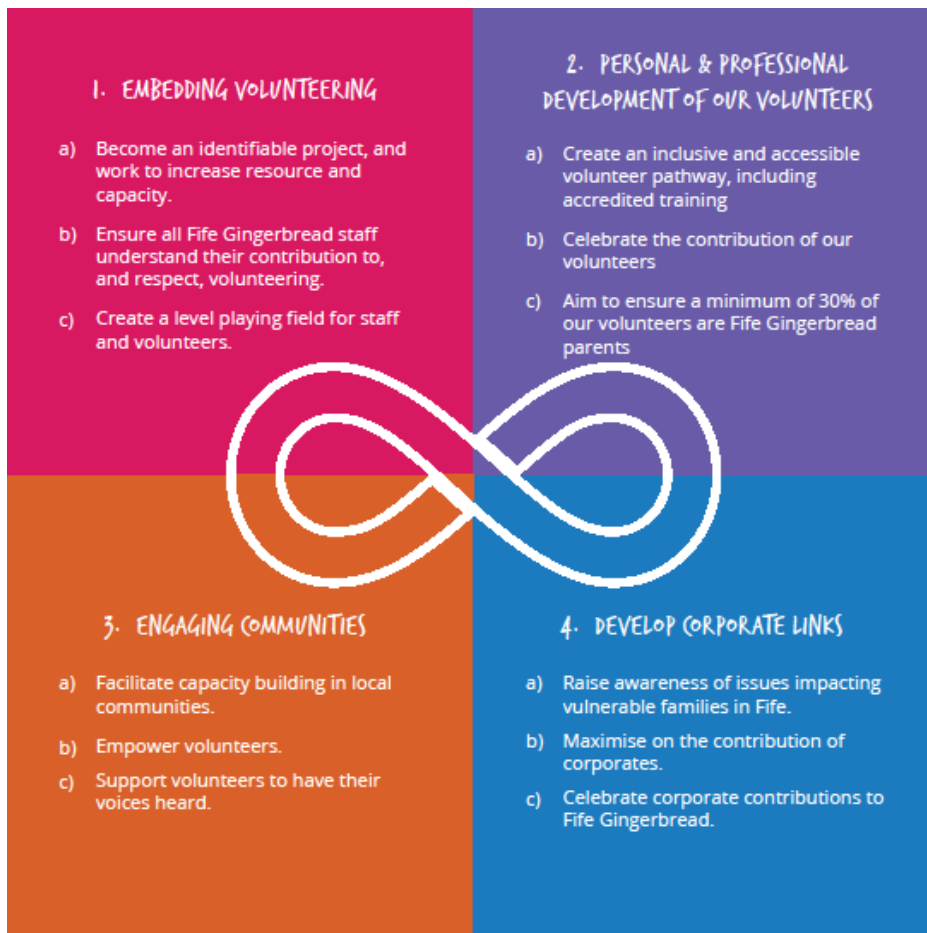 1. EMBEDDING VOLUNTEERING
a) Become an identifiable project, and
work to increase resource and
capacity.
b) Ensure all Fife Gingerbread staff
understand their contribution to,
and respect, volunteering.
c) Create a level playing field for staff
and volunteers.
2. PERSONAL & PROFESSIONAL
DEVELOPMENT OF OUR VOLUNTEERS
a) Create an inclusive and accessible
volunteer pathway, including
accredited training
b) Celebrate the contribution of our
volunteers
c) Aim to ensure a minimum of 30% of
our volunteers are Fife Gingerbread
parents
3. ENGAGING COMMUNITIES
a) Facilitate capacity building in local
communities.
b) Empower volunteers.
c) Support volunteers to have their
voices heard.
4. DEVELOP CORPORATE LINKS
a) Raise awareness of issues impacting
vulnerable families in Fife.
b) Maximise on the contribution of
corporates.
c) Celebrate corporate contributions to
Fife Gingerbread.